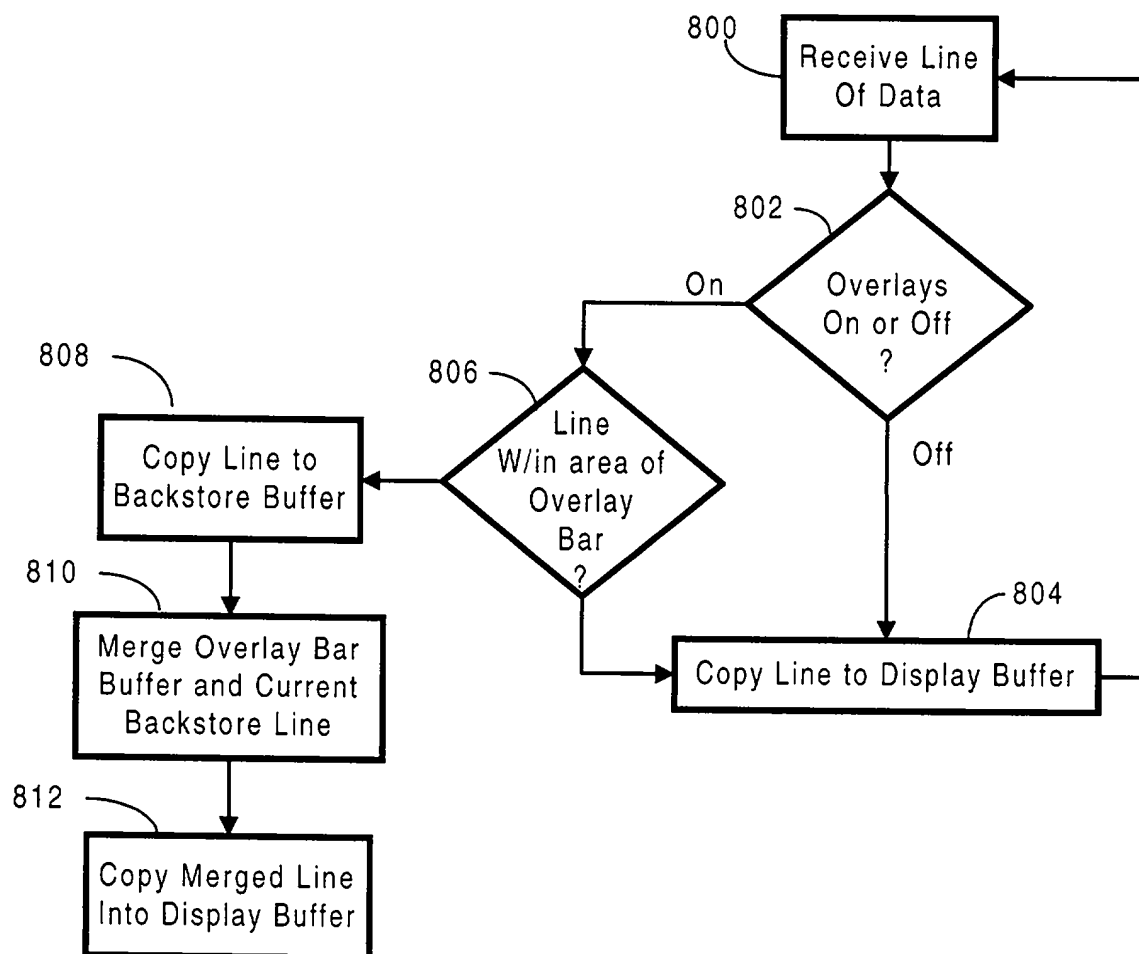 800
Receive Line
Of Data
802
Overlays
On or Off
?
On
Off
806
Line
W/in area of
Overlay
Bar
?
808
Copy Line to
Backstore Buffer
804
Copy Line to Display Buffer
810
Merge Overlay Bar
Buffer and Current
Backstore Line
812
Copy Merged Line
Into Display Buffer